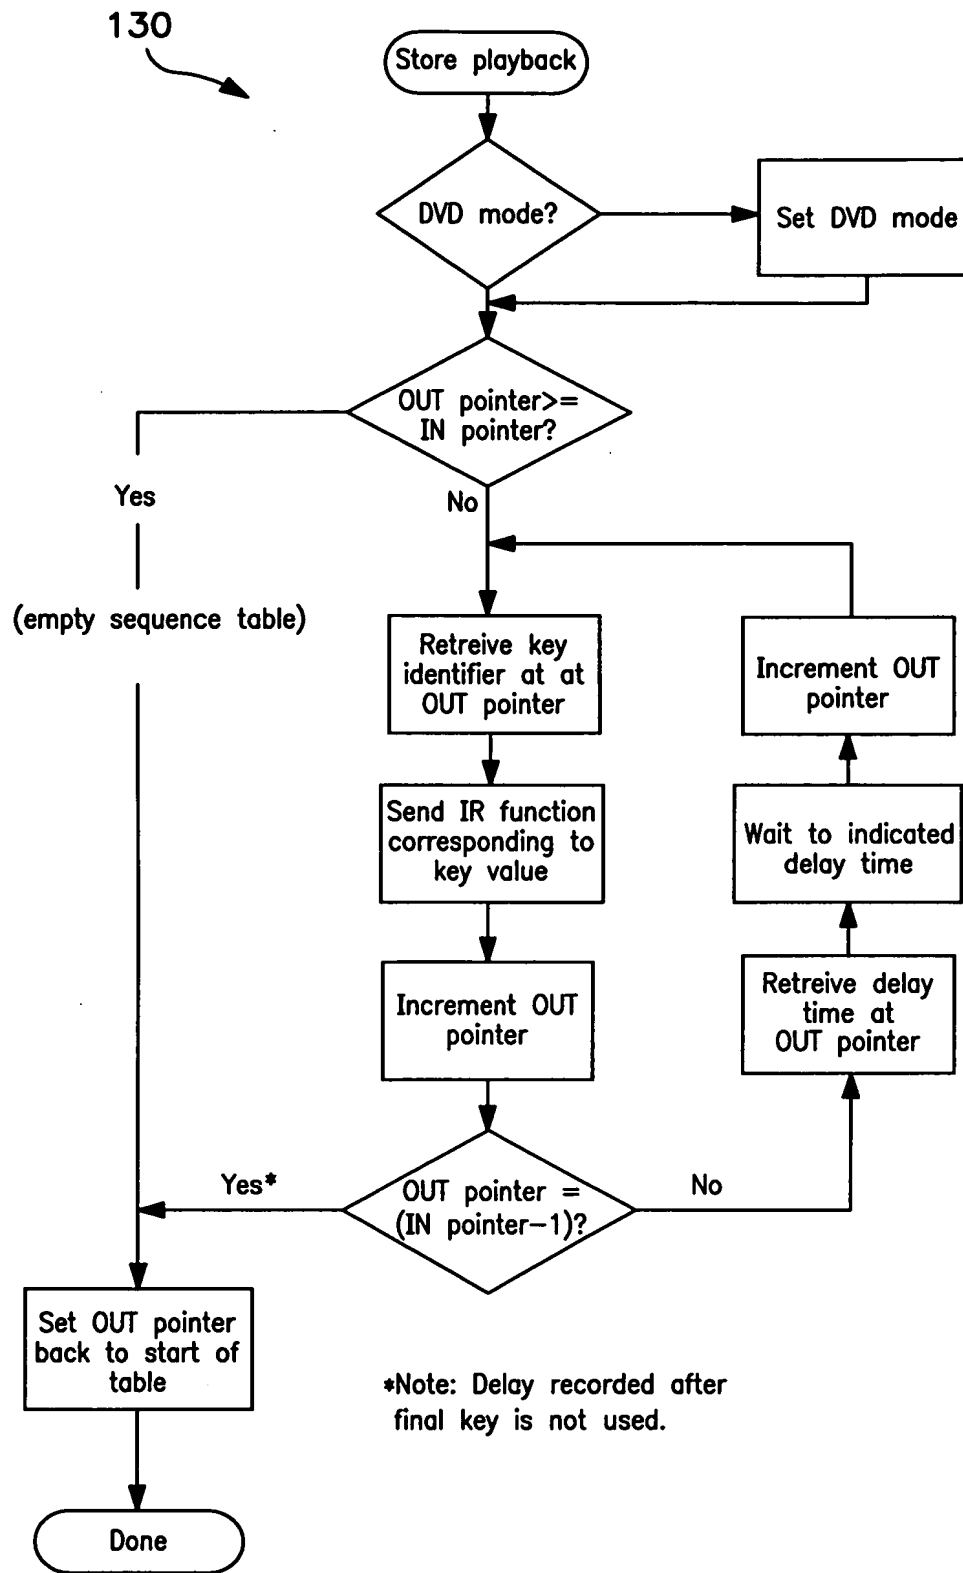 130
Store playback
DVD mode?
Set DVD mode
OUT pointer>=
IN pointer?
Yes
No
(empty sequence table)
Retreive key
identifier at at
OUT pointer
Increment OUT
pointer
Send IR function
corresponding to
key value
Wait to indicated
delay time
Increment OUT
pointer
Retreive delay
time at
OUT pointer
Yes*
OUT pointer =
(IN pointer-1)?
No
Set OUT pointer
back to start of
table
*Note: Delay recorded after
final key is not used.
Done